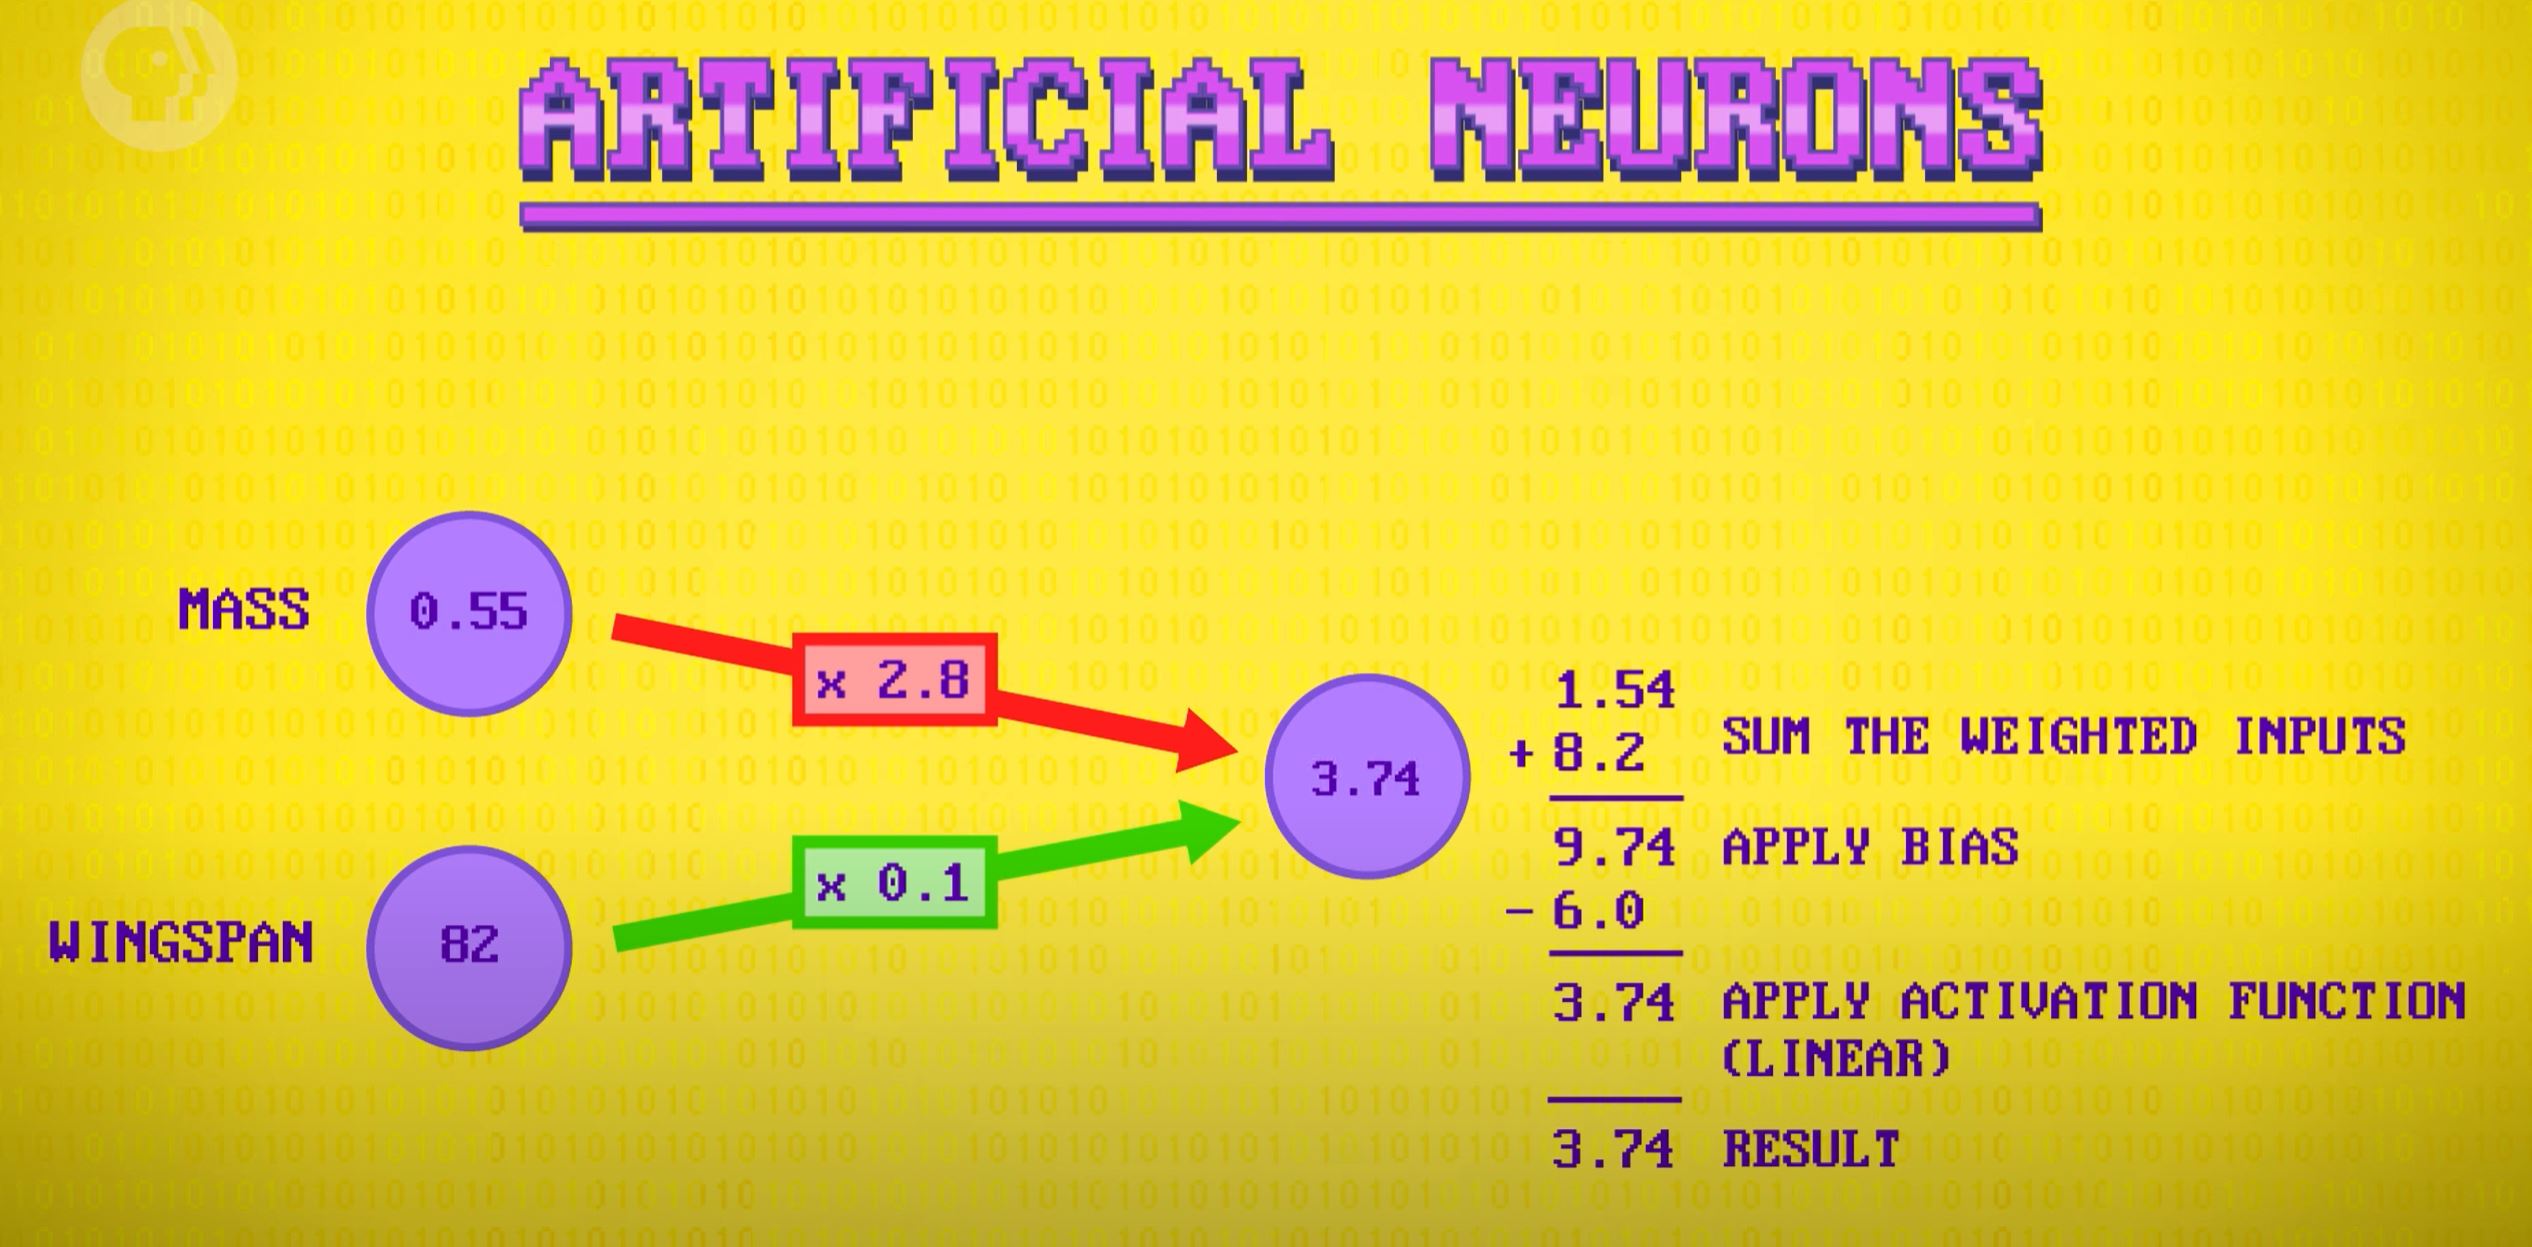 ARTIFICIAL NEURONS
MASS
0.55
x 2.8
WINGSPAN
82
x 0.1
3.74
1.54
+ 8.2
SUM THE WEIGHTED INPUTS
9.74 APPLY BIAS
- 6.0
3.74 APPLY ACTIVATION FUNCTION
(LINEAR)
3.74 RESULT